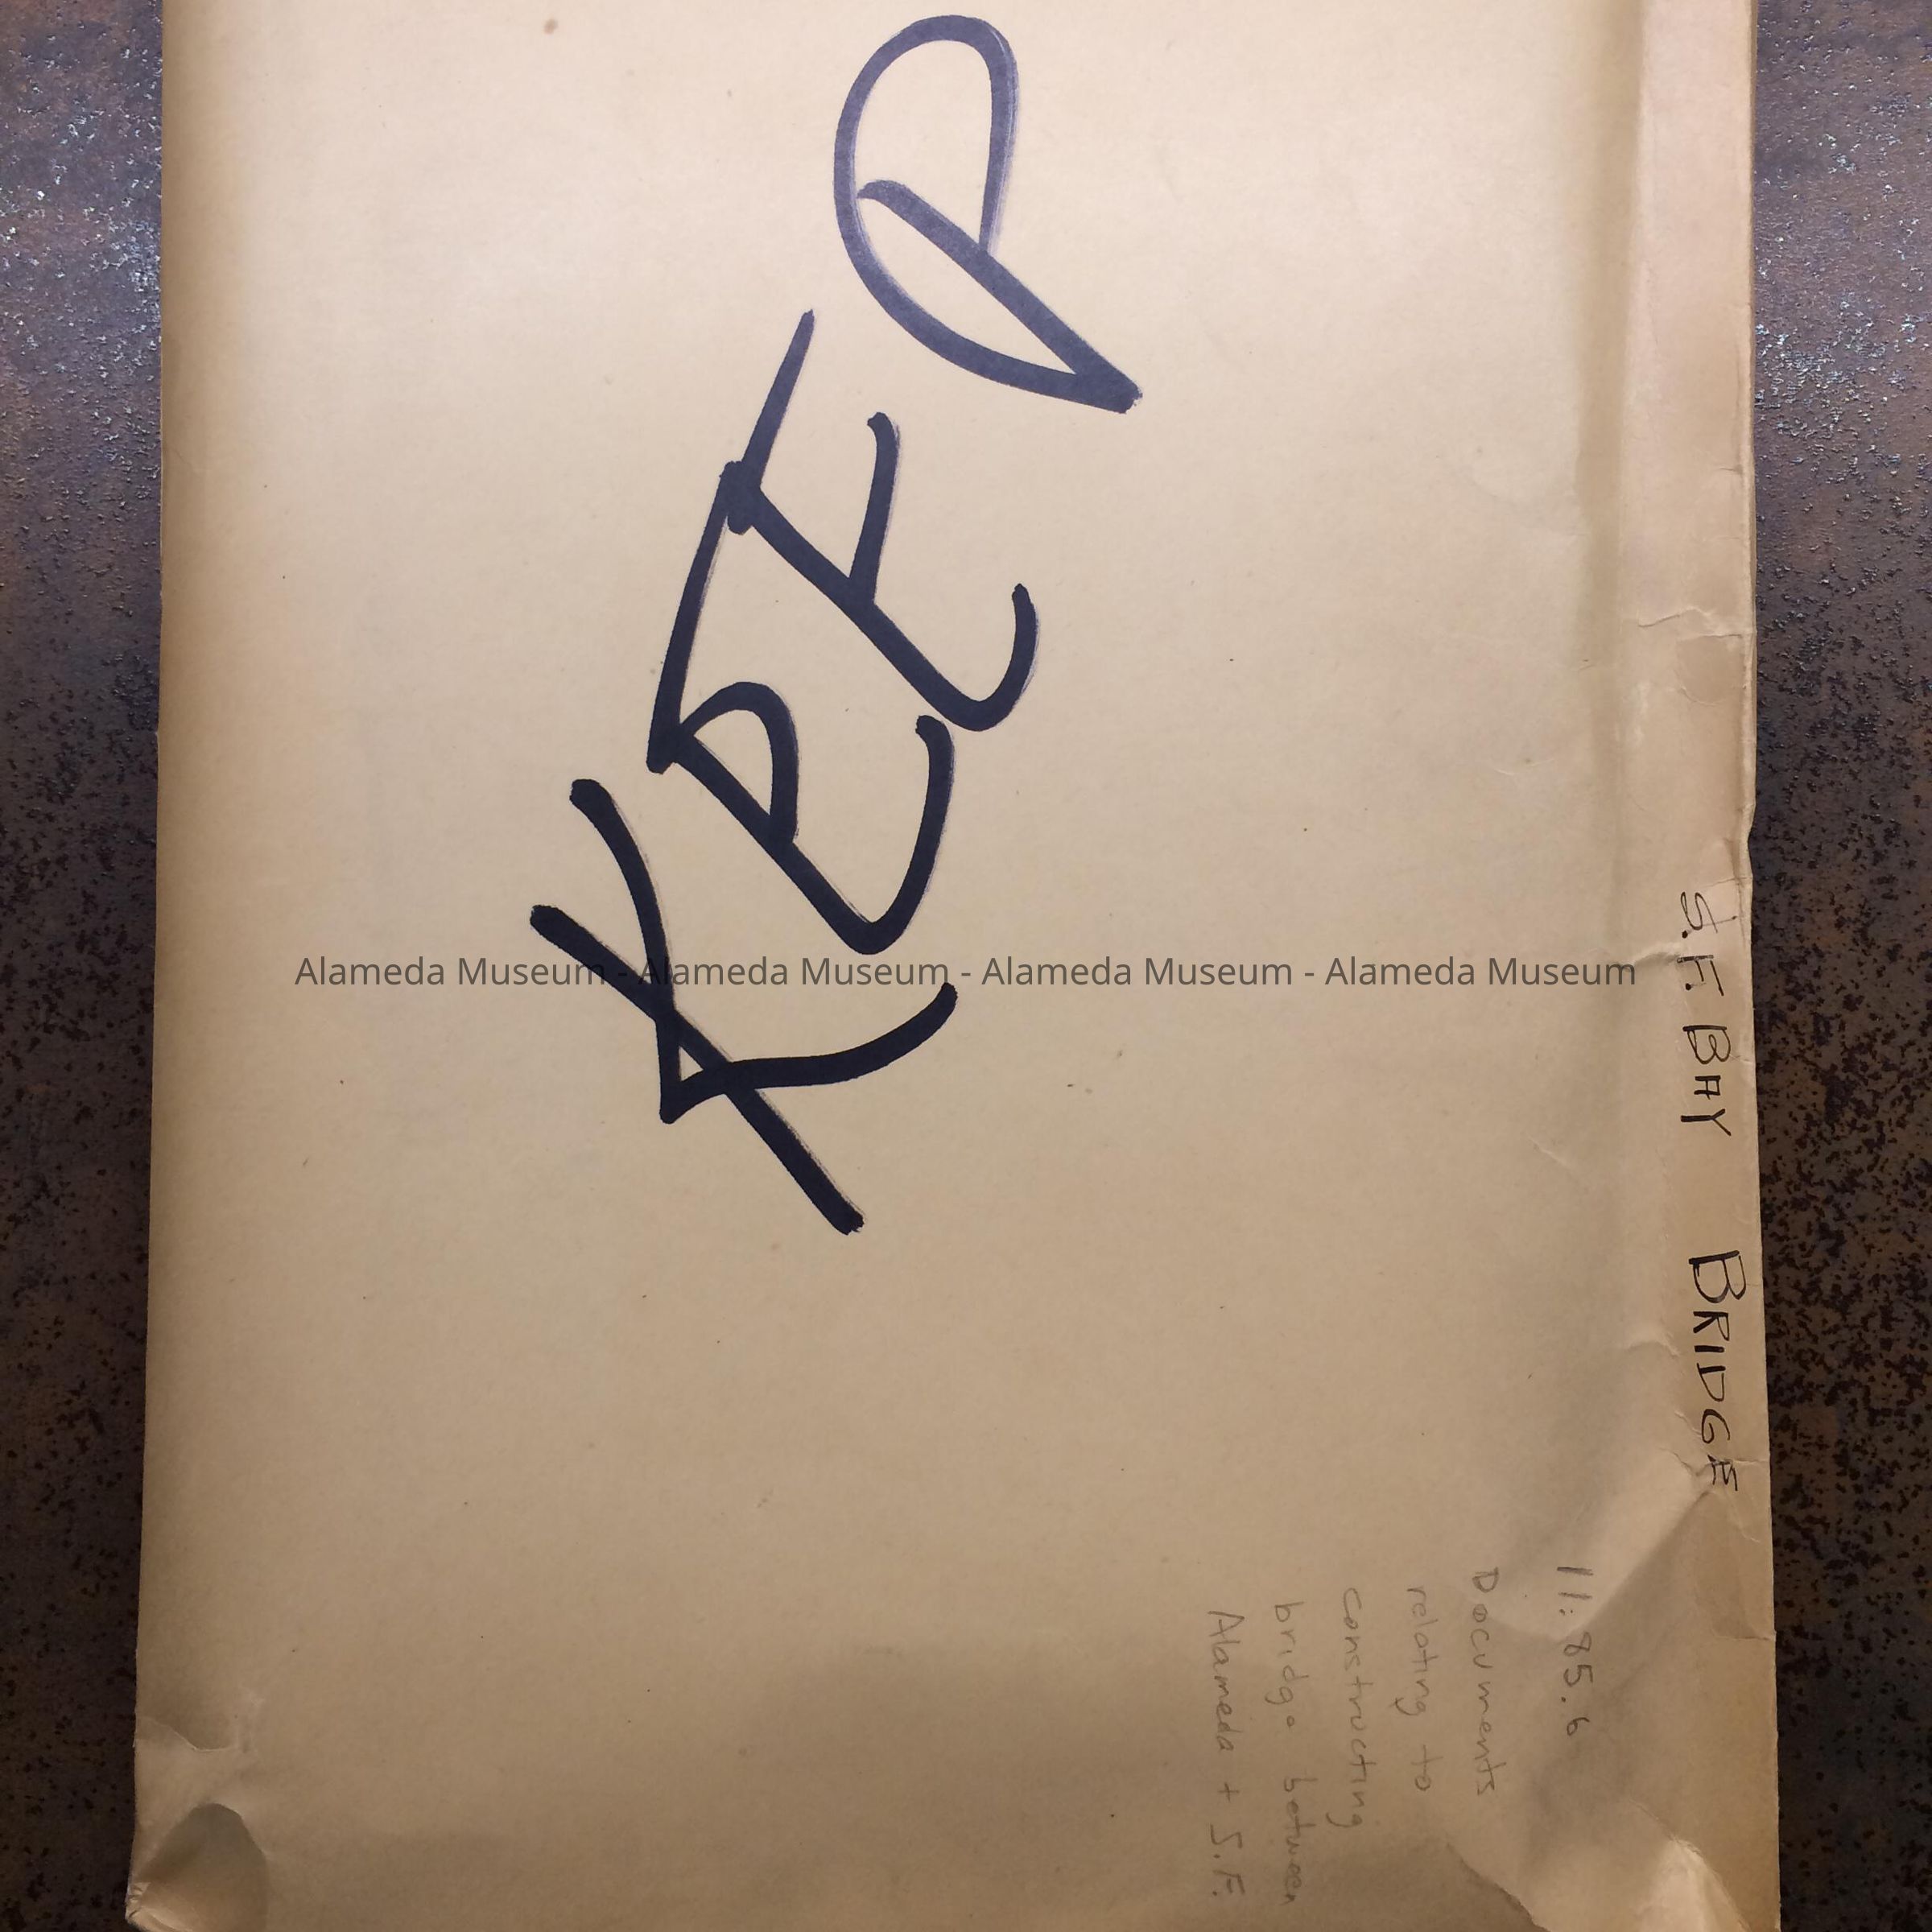 KEEP
S.F. BAY BRIDGE
11:85.6
Documents
relating to
constructing
bridge between
Alameda + S.F.
Alameda Museum - Alameda Museum - Alameda Museum - Alameda Museum